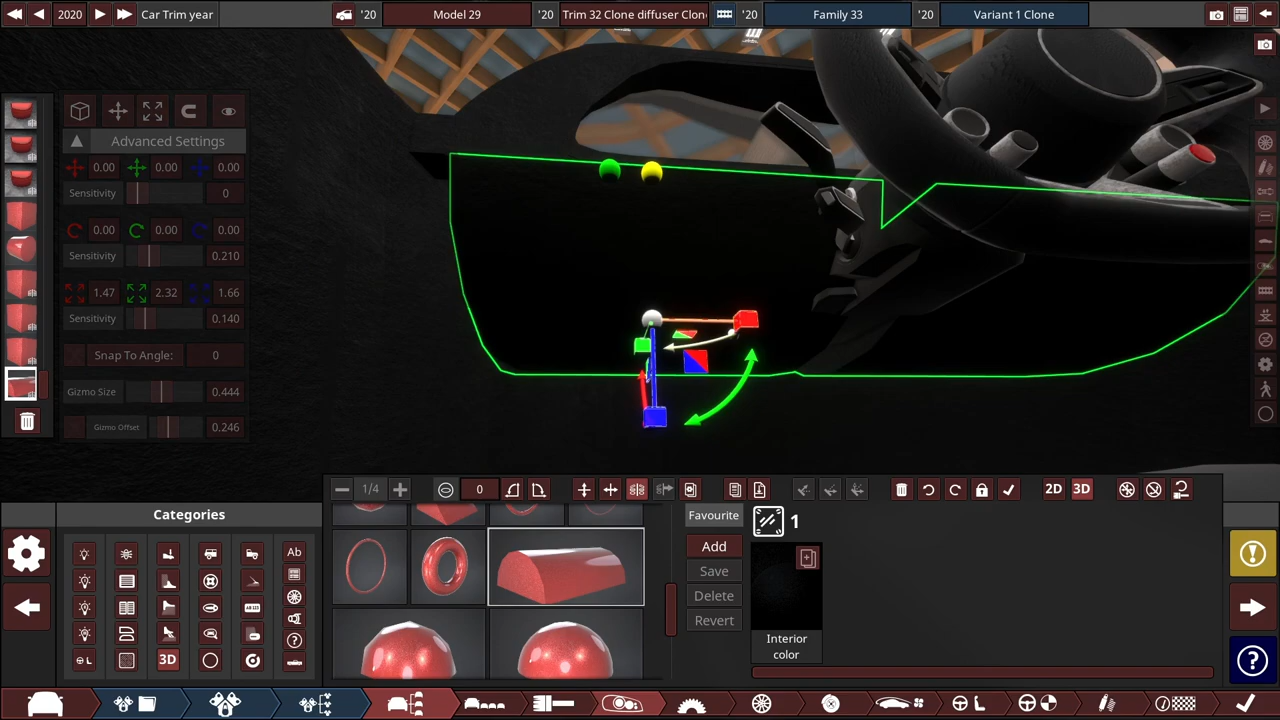 2020 Car Trim year '20 Model 29 '20 Trim 32 Clone diffuser Clon '20 Family 33 '20 Variant 1 Clone
Advanced Settings
0.00 0.00 0.00
Sensitivity 0
0.00 0.00 0.00
Sensitivity 0.210
1.47 2.32 1.66
Sensitivity 0.140
Snap To Angle: 0
Gizmo Size 0.444
Gizmo Offset 0.246
1/4 0 2D 3D
Categories
Ab
L
3D
Favourite
Add
Save
Delete
Revert
1
Interior
color